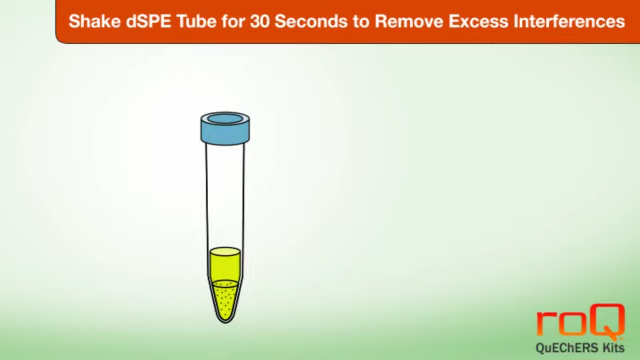 Shake dSPE Tube for 30 Seconds to Remove Excess Interferences
roQ
QuEChERS Kits